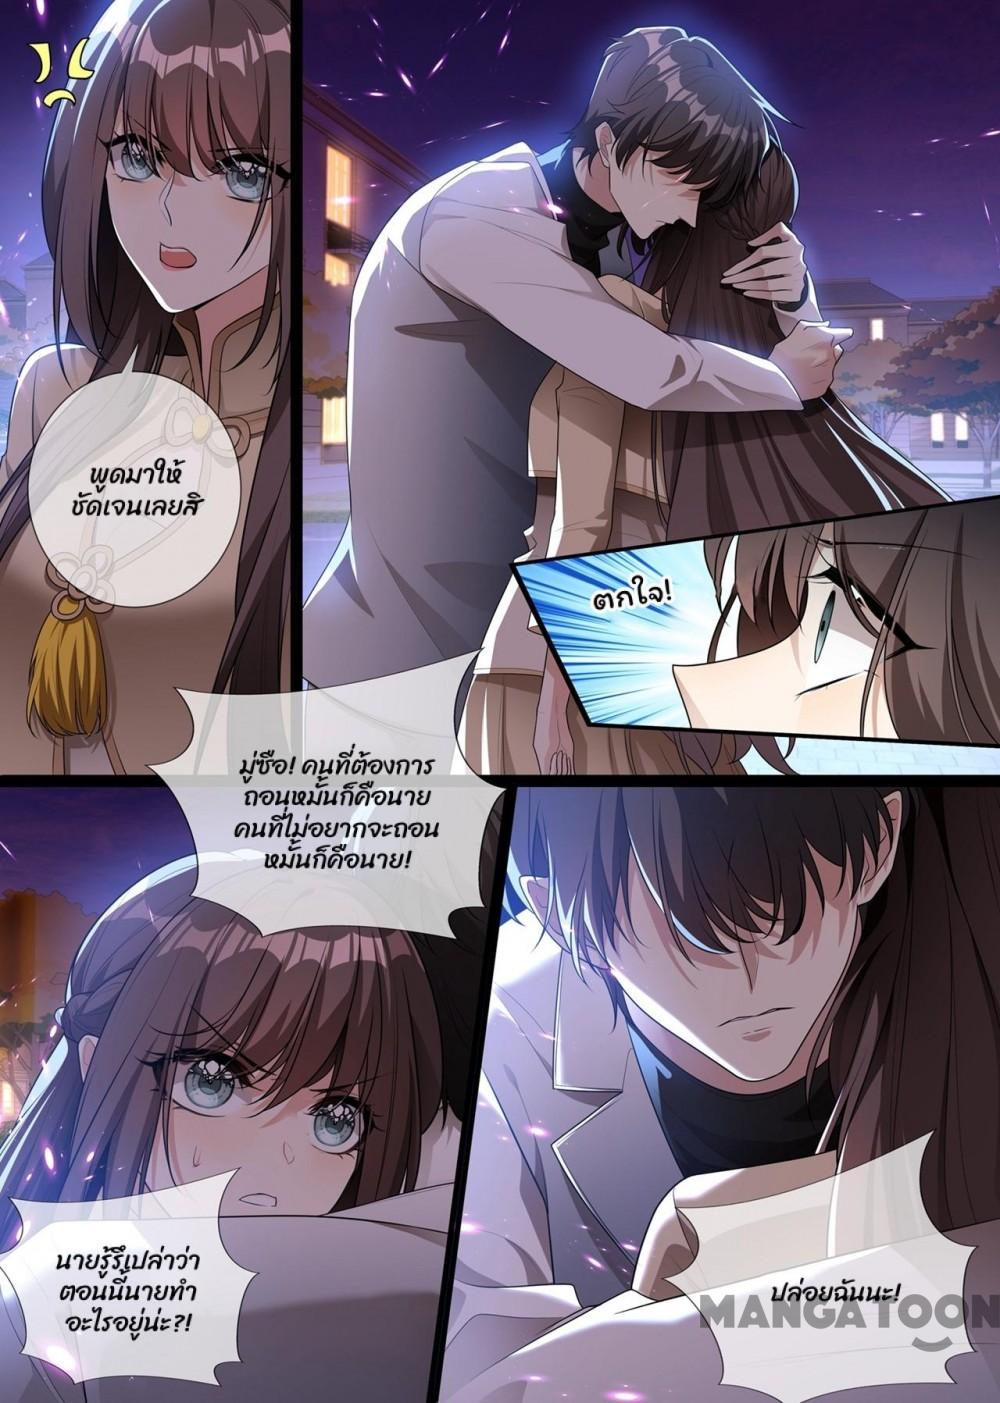 พูดมาให้
ชัดเจนเลยสิ
ตกใจ!
มู่ซือ! คนที่ต้องการ
ถอนหมั้นก็คือนาย
คนที่ไม่อยากจะถอน
หมั้นก็คือนาย!
นายรู้รึเปล่าว่า
ตอนนี้นายทำ
อะไรอยู่น่ะ?!
ปล่อยฉันนะ!
MANGATOON